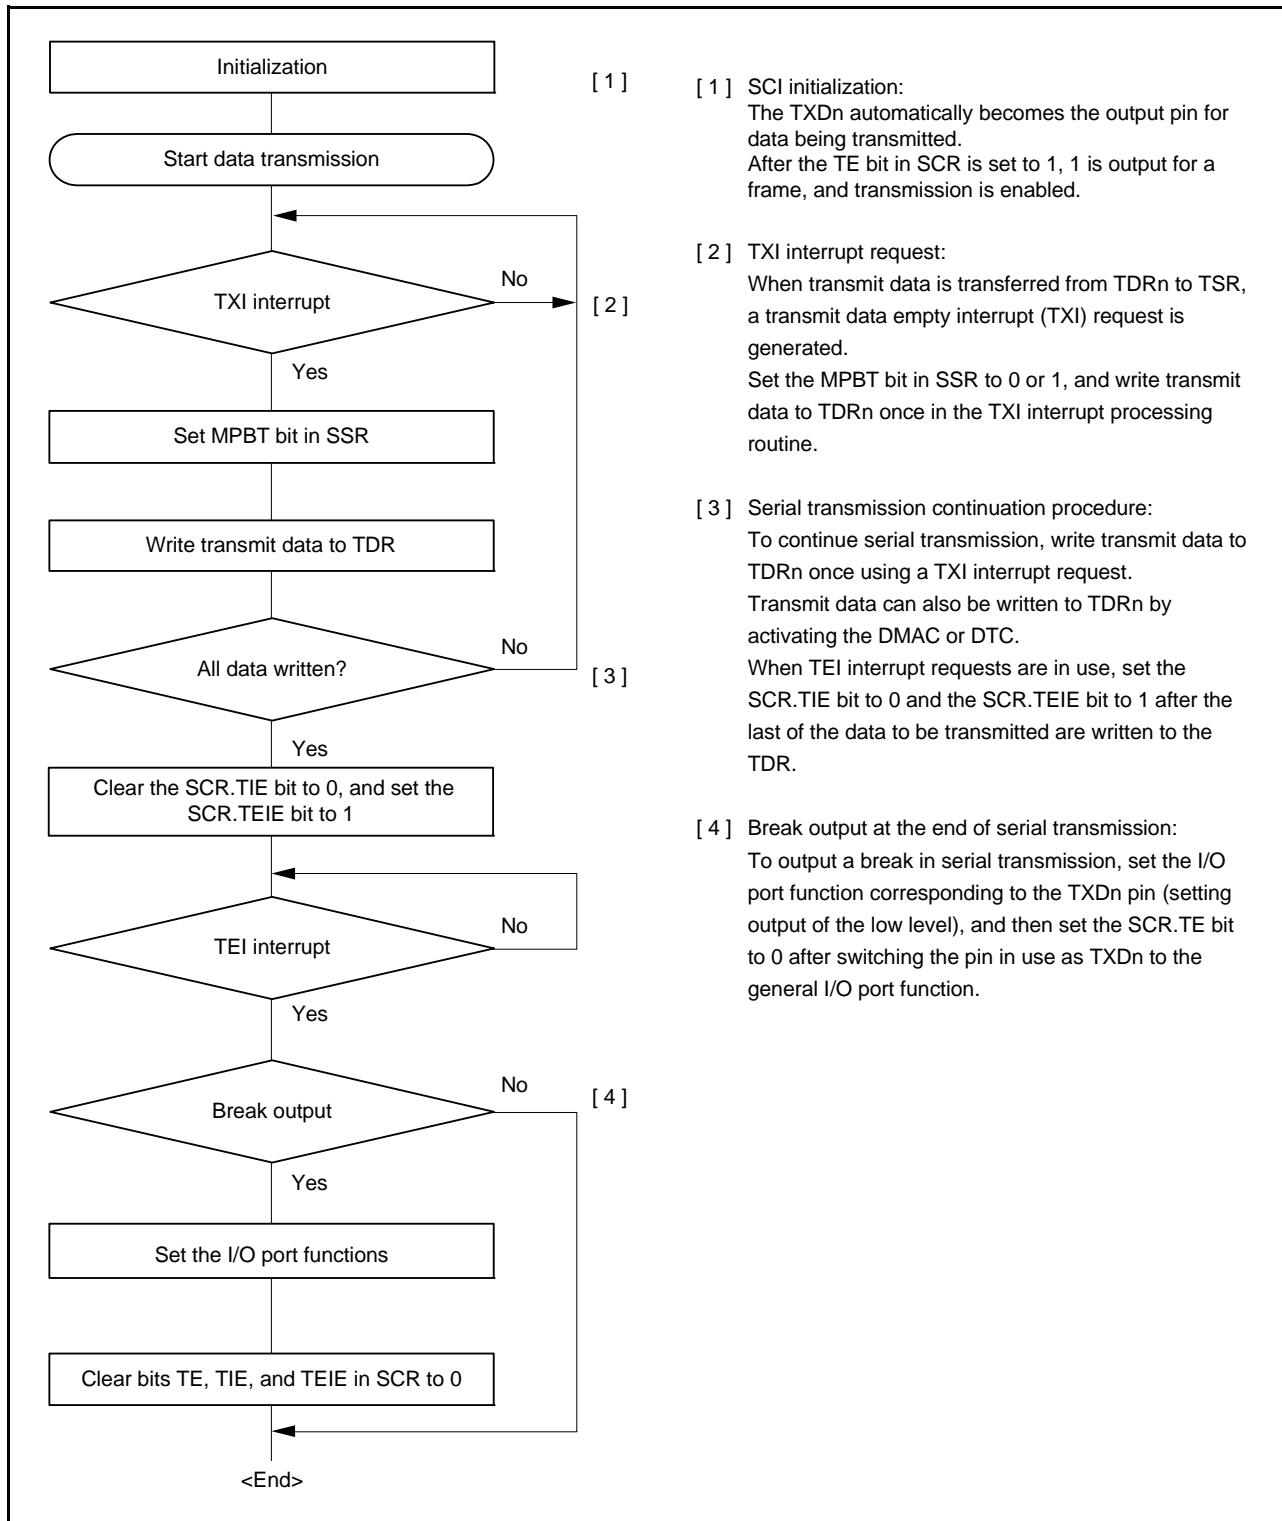 Initialization
[ 1 ]
Start data transmission
TXI interrupt
No
[ 2 ]
Yes
Set MPBT bit in SSR
Write transmit data to TDR
All data written?
No
[ 3 ]
Yes
Clear the SCR.TIE bit to 0, and set the
SCR.TEIE bit to 1
TEI interrupt
No
Yes
Break output
No
[ 4 ]
Yes
Set the I/O port functions
Clear bits TE, TIE, and TEIE in SCR to 0
<End>
[ 1 ] SCI initialization:
The TXDn automatically becomes the output pin for
data being transmitted.
After the TE bit in SCR is set to 1, 1 is output for a
frame, and transmission is enabled.
[ 2 ] TXI interrupt request:
When transmit data is transferred from TDRn to TSR,
a transmit data empty interrupt (TXI) request is
generated.
Set the MPBT bit in SSR to 0 or 1, and write transmit
data to TDRn once in the TXI interrupt processing
routine.
[ 3 ] Serial transmission continuation procedure:
To continue serial transmission, write transmit data to
TDRn once using a TXI interrupt request.
Transmit data can also be written to TDRn by
activating the DMAC or DTC.
When TEI interrupt requests are in use, set the
SCR.TIE bit to 0 and the SCR.TEIE bit to 1 after the
last of the data to be transmitted are written to the
TDR.
[ 4 ] Break output at the end of serial transmission:
To output a break in serial transmission, set the I/O
port function corresponding to the TXDn pin (setting
output of the low level), and then set the SCR.TE bit
to 0 after switching the pin in use as TXDn to the
general I/O port function.